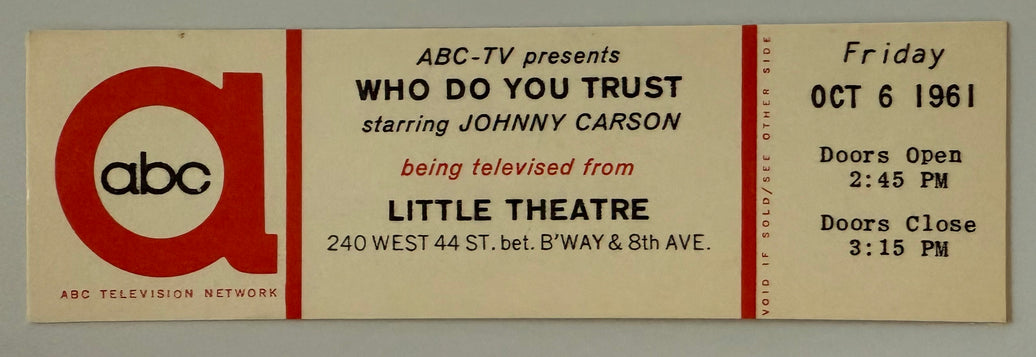 abc
ABC TELEVISION NETWORK
ABC-TV presents
WHO DO YOU TRUST
starring JOHNNY CARSON
being televised from
LITTLE THEATRE
240 WEST 44 ST. bet. B'WAY & 8th AVE.
VOID IF SOLD/SEE OTHER SIDE
Friday
OCT 6 1961
Doors Open
2:45 PM
Doors Close
3:15 PM